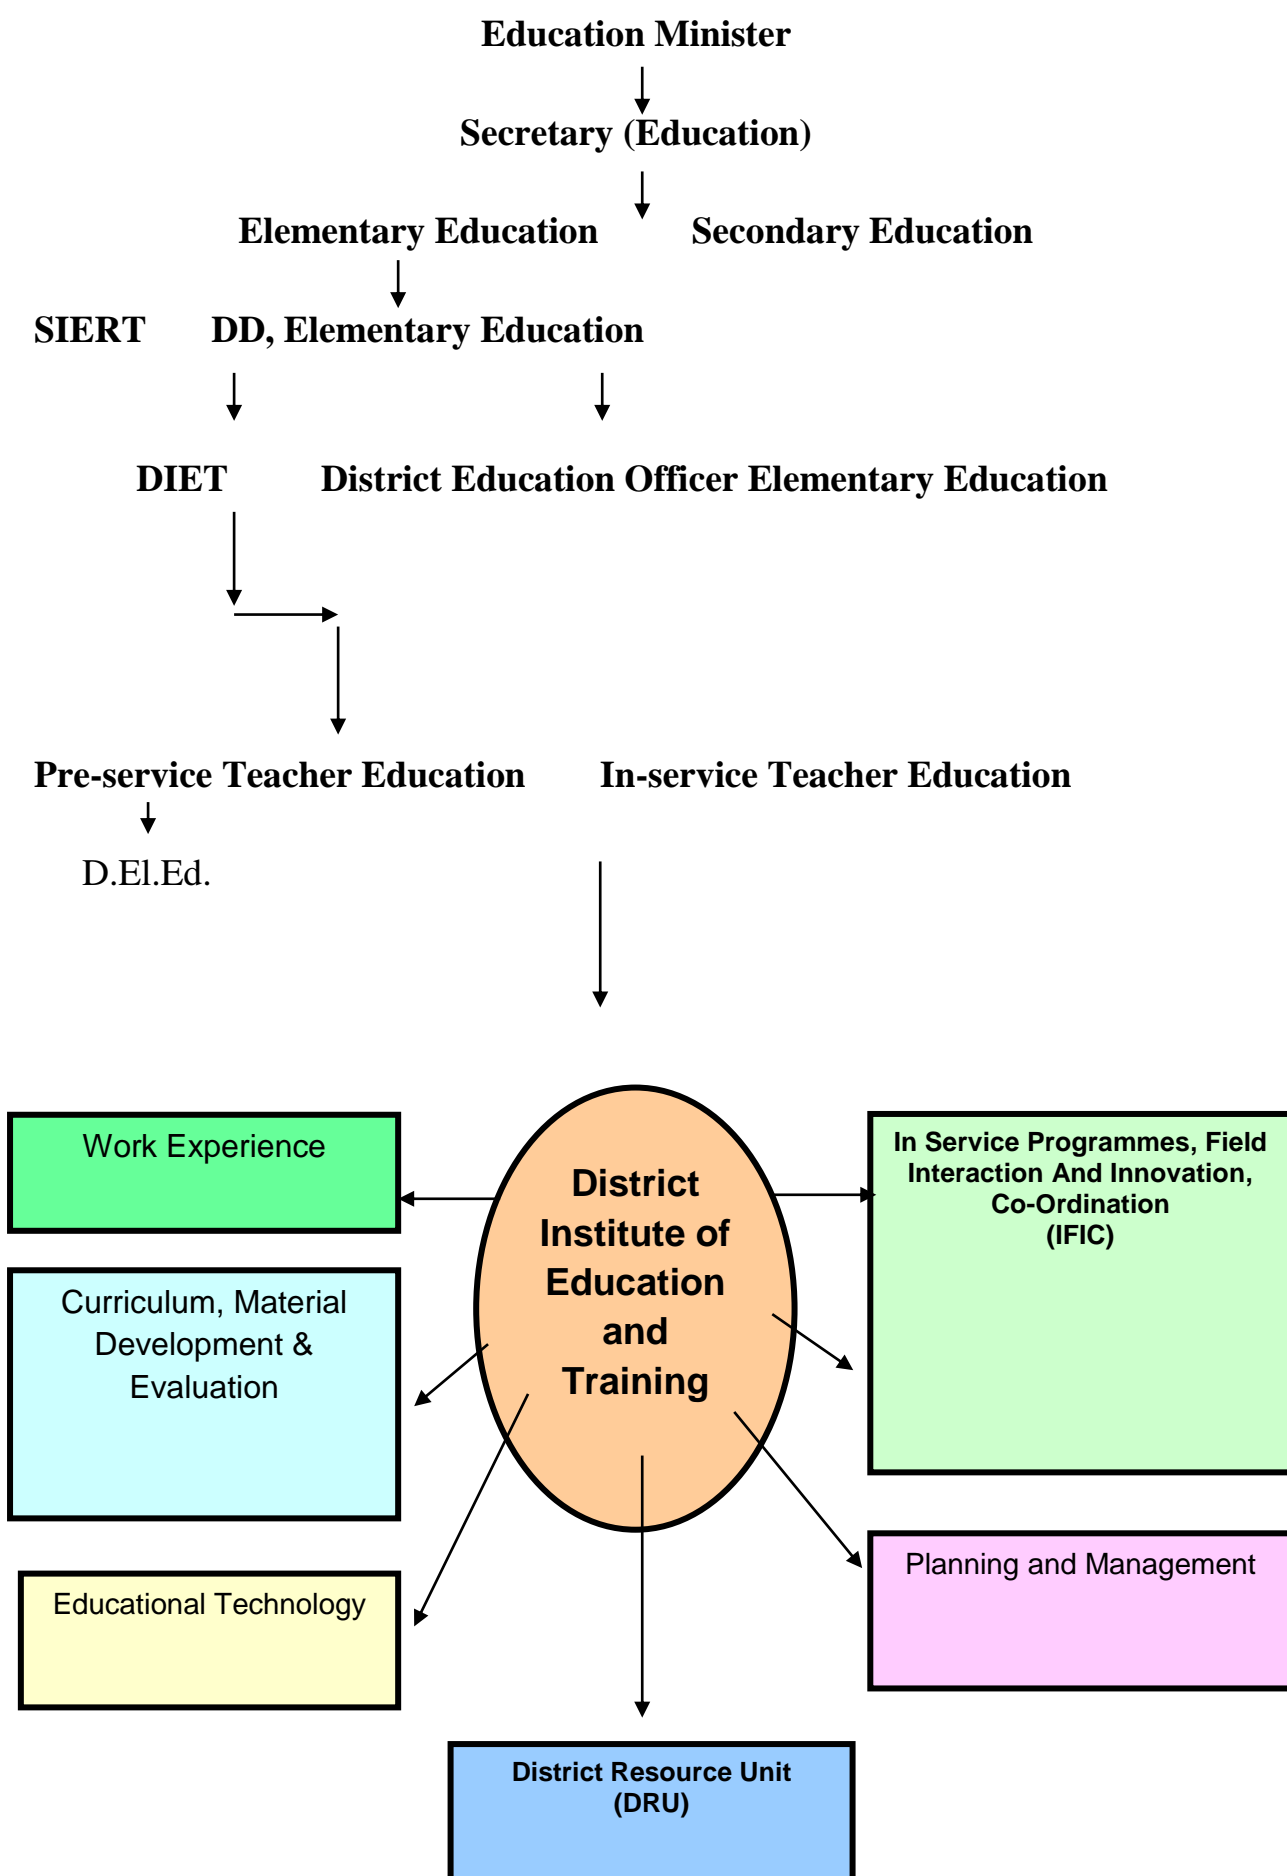 Education Minister
Secretary (Education)
Elementary Education Secondary Education
SIERT DD, Elementary Education
DIET District Education Officer Elementary Education
Pre-service Teacher Education In-service Teacher Education
D.El.Ed.
Work Experience
Curriculum, Material
Development &
Evaluation
Educational Technology
District
Institute of
Education
and
Training
In Service Programmes, Field
Interaction And Innovation,
Co-Ordination
(IFIC)
Planning and Management
District Resource Unit
(DRU)